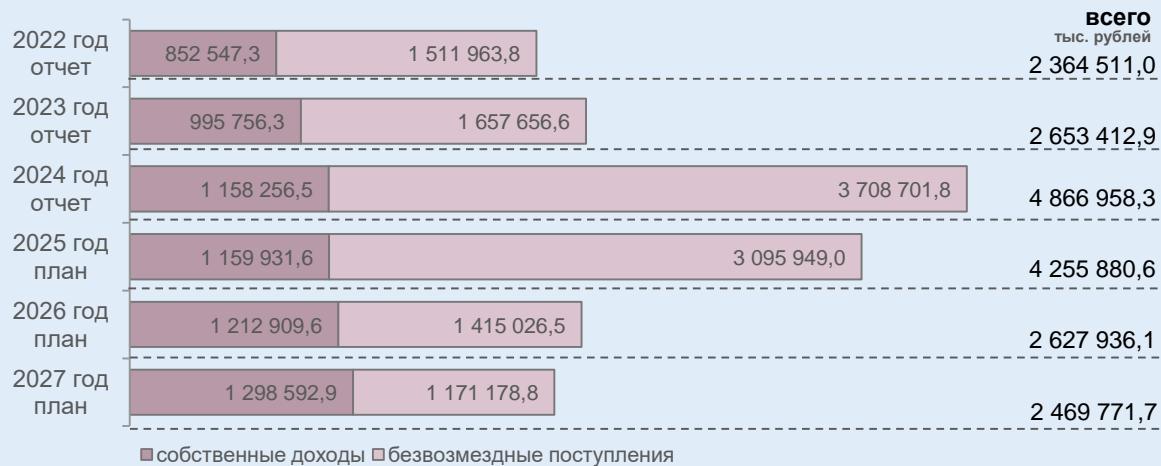 всего
тыс. рублей
2022 год
отчет
852 547,3
1 511 963,8
2 364 511,0
2023 год
отчет
995 756,3
1 657 656,6
2 653 412,9
2024 год
отчет
1 158 256,5
3 708 701,8
4 866 958,3
2025 год
план
1 159 931,6
3 095 949,0
4 255 880,6
2026 год
план
1 212 909,6
1 415 026,5
2 627 936,1
2027 год
план
1 298 592,9
1 171 178,8
2 469 771,7
собственные доходы
безвозмездные поступления